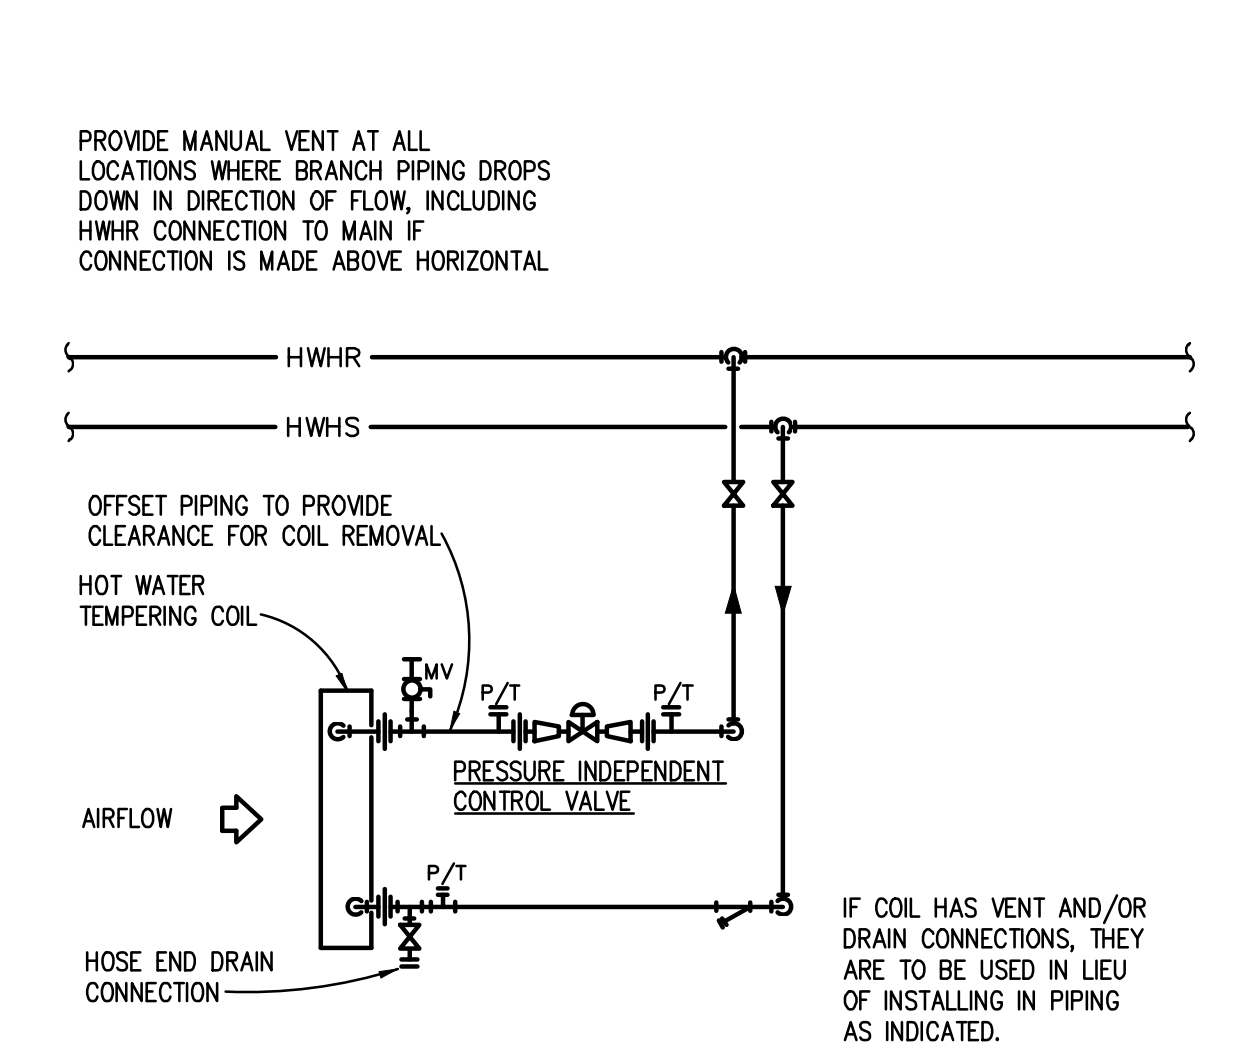 PROVIDE MANUAL VENT AT ALL
LOCATIONS WHERE BRANCH PIPING DROPS
DOWN IN DIRECTION OF FLOW, INCLUDING
HWHR CONNECTION TO MAIN IF
CONNECTION IS MADE ABOVE HORIZONTAL
HWHR
HWHS
OFFSET PIPING TO PROVIDE
CLEARANCE FOR COIL REMOVAL
HOT WATER
TEMPERING COIL
MV
P/T
P/T
PRESSURE INDEPENDENT
CONTROL VALVE
AIRFLOW
P/T
HOSE END DRAIN
CONNECTION
IF COIL HAS VENT AND/OR
DRAIN CONNECTIONS, THEY
ARE TO BE USED IN LIEU
OF INSTALLING IN PIPING
AS INDICATED.